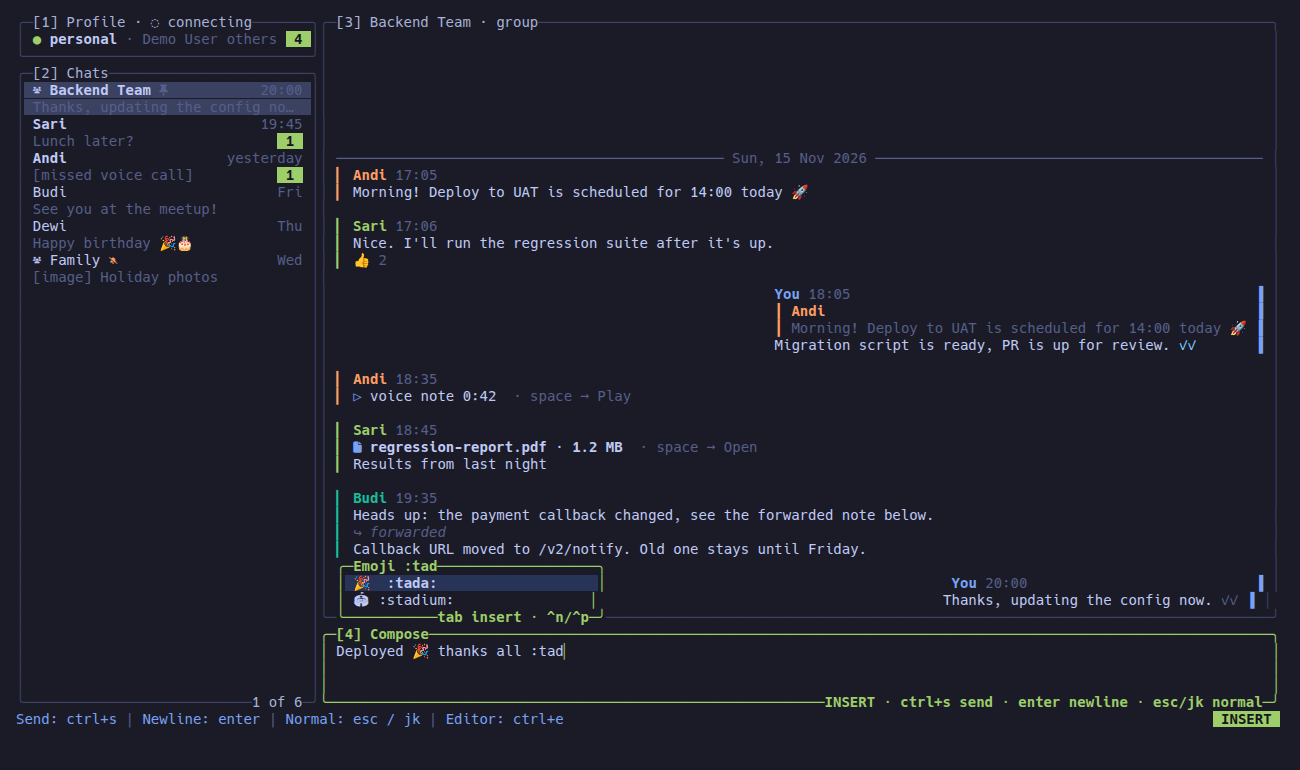 [1] Profile · ◌ connecting
● personal · Demo User others 4
[2] Chats
Backend Team 20:00
Thanks, updating the config no…
Sari 19:45
Lunch later? 1
Andi yesterday
[missed voice call] 1
Budi Fri
See you at the meetup!
Dewi Thu
Happy birthday 🎉🎂
Family Wed
[image] Holiday photos
1 of 6
[3] Backend Team · group
Sun, 15 Nov 2026
Andi 17:05
Morning! Deploy to UAT is scheduled for 14:00 today 🚀
Sari 17:06
Nice. I'll run the regression suite after it's up.
👍 2
You 18:05
Andi
Morning! Deploy to UAT is scheduled for 14:00 today 🚀
Migration script is ready, PR is up for review. ✓✓
Andi 18:35
▷ voice note 0:42 · space → Play
Sari 18:45
regression-report.pdf · 1.2 MB · space → Open
Results from last night
Budi 19:35
Heads up: the payment callback changed, see the forwarded note below.
↪ forwarded
Callback URL moved to /v2/notify. Old one stays until Friday.
You 20:00
Thanks, updating the config now. ✓✓
Emoji :tad
🎉 :tada:
🏟 :stadium:
tab insert · ^n/^p
[4] Compose
Deployed 🎉 thanks all :tad
INSERT · ctrl+s send · enter newline · esc/jk normal
Send: ctrl+s | Newline: enter | Normal: esc / jk | Editor: ctrl+e
INSERT